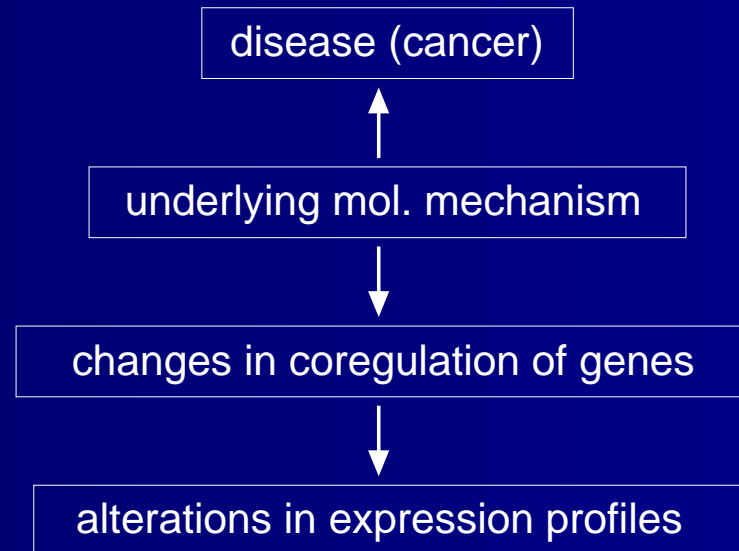 disease (cancer)
underlying mol. mechanism
changes in coregulation of genes
alterations in expression profiles